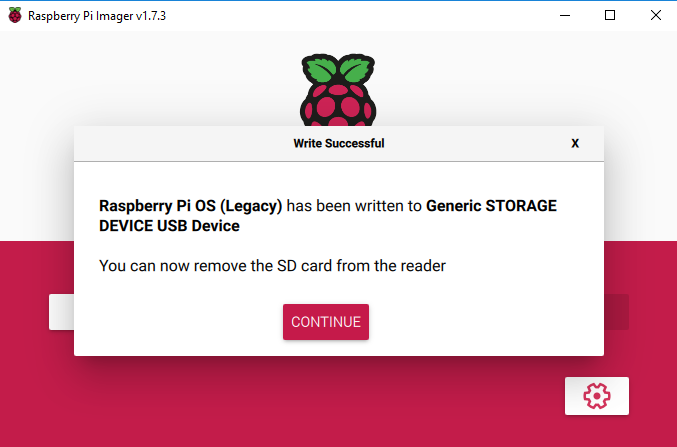 Raspberry Pi Imager v1.7.3
Write Successful
X
Raspberry Pi OS (Legacy) has been written to Generic STORAGE
DEVICE USB Device
You can now remove the SD card from the reader
CONTINUE